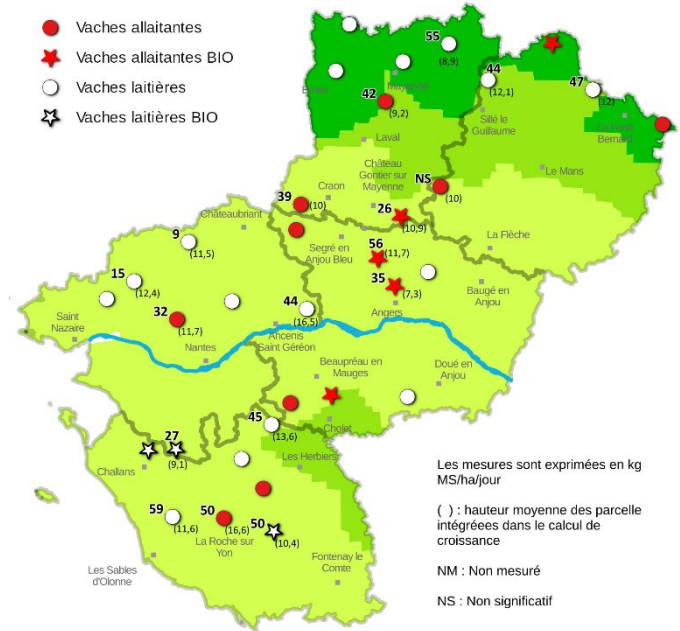 Vaches allaitantes
Vaches allaitantes BIO
Vaches laitières
Vaches laitières BIO
55
(8,9)
44
(12,1)
47
(12)
Mayenne
42
(9,2)
Sillé le
Guillaume
La Ferté
Bernard
Laval
Le Mans
Château
Gontier sur
Mayenne
NS
(10)
Craon
39
(10)
26
(10,9)
Châteaubriant
9
(11,5)
Segré en
Anjou Bleu
La Flèche
56
(11,7)
15
(12,4)
35
(7,3)
Baugé en
Anjou
Saint
Nazaire
32
(11,7)
44
(16,5)
Angers
Ancenis
Saint Géréon
Nantes
Beaupréau en
Mauges
Doué en
Anjou
45
(13,6)
Cholet
27
(9,1)
Challans
Les Herbiers
59
(11,6)
50
(16,6)
50
(10,4)
La Roche sur
Yon
Les Sables
d'Olonne
Fontenay le
Comte
Les mesures sont exprimées en kg
MS/ha/jour
( ) : hauteur moyenne des parcelle
intégréees dans le calcul de
croissance
NM : Non mesuré
NS : Non significatif